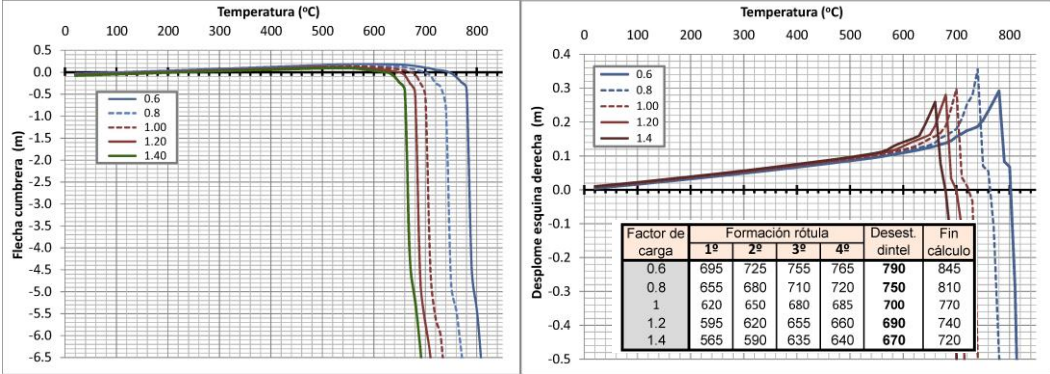 Temperatura (ºC)
0 100 200 300 400 500 600 700 800
0.5
0.0
-0.5
-1.0
-1.5
-2.0
-2.5
-3.0
-3.5
-4.0
-4.5
-5.0
-5.5
-6.0
-6.5
Flecha cumbrera (m)
0.6
0.8
1.00
1.20
1.40
Temperatura (ºC)
0 100 200 300 400 500 600 700 800
0.4
0.3
0.2
0.1
0.0
-0.1
-0.2
-0.3
-0.4
-0.5
Desplome esquina derecha (m)
0.6
0.8
1.00
1.20
1.4
Factor de carga Formación rótula Desest. dintel Fin cálculo
1º 2º 3º 4º
0.6 695 725 755 765 790 845
0.8 655 680 710 720 750 810
1 620 650 680 685 700 770
1.2 595 620 655 660 690 740
1.4 565 590 635 640 670 720